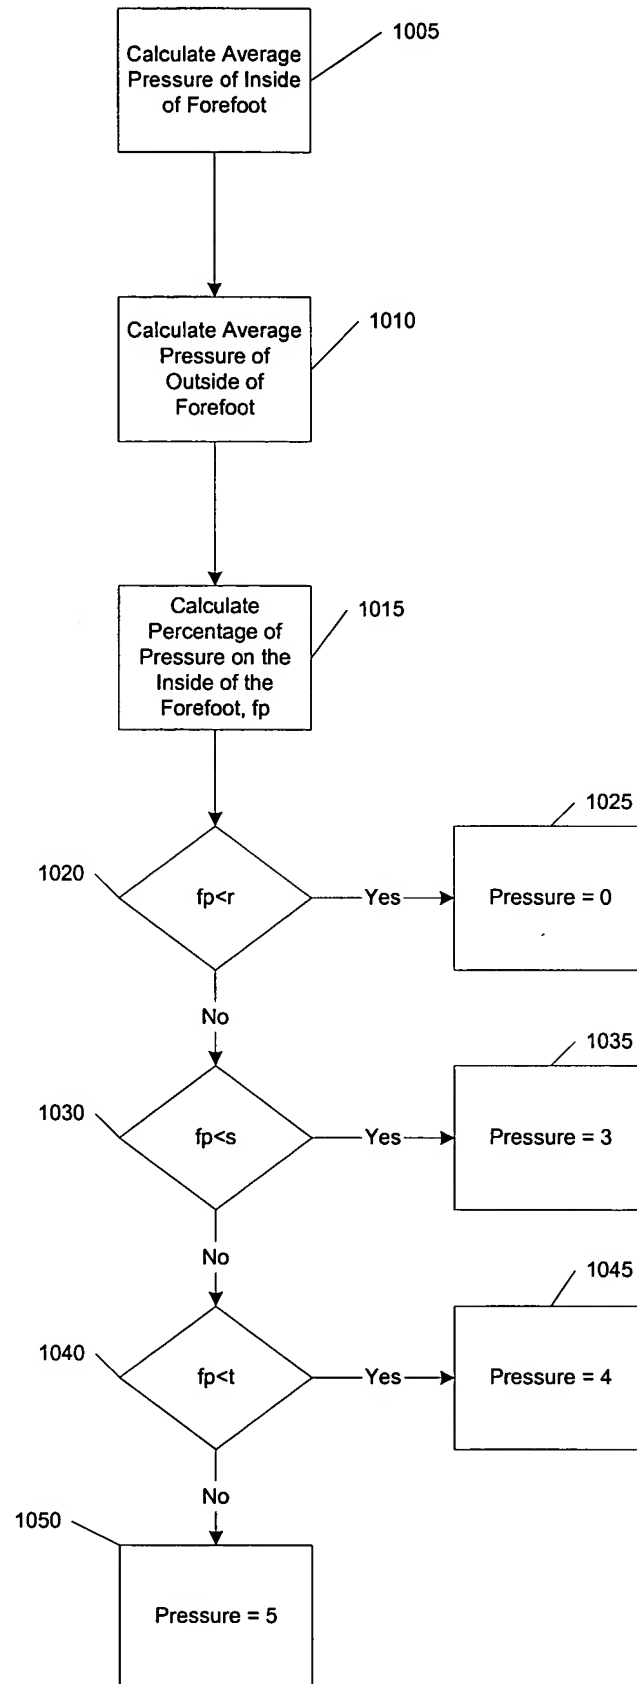 Calculate Average
Pressure of Inside
of Forefoot
1005
Calculate Average
Pressure of
Outside of
Forefoot
1010
Calculate
Percentage of
Pressure on the
Inside of the
Forefoot, fp
1015
1020
fp<r
Yes
1025
Pressure = 0
No
1030
fp<s
Yes
1035
Pressure = 3
No
1040
fp<t
Yes
1045
Pressure = 4
No
1050
Pressure = 5